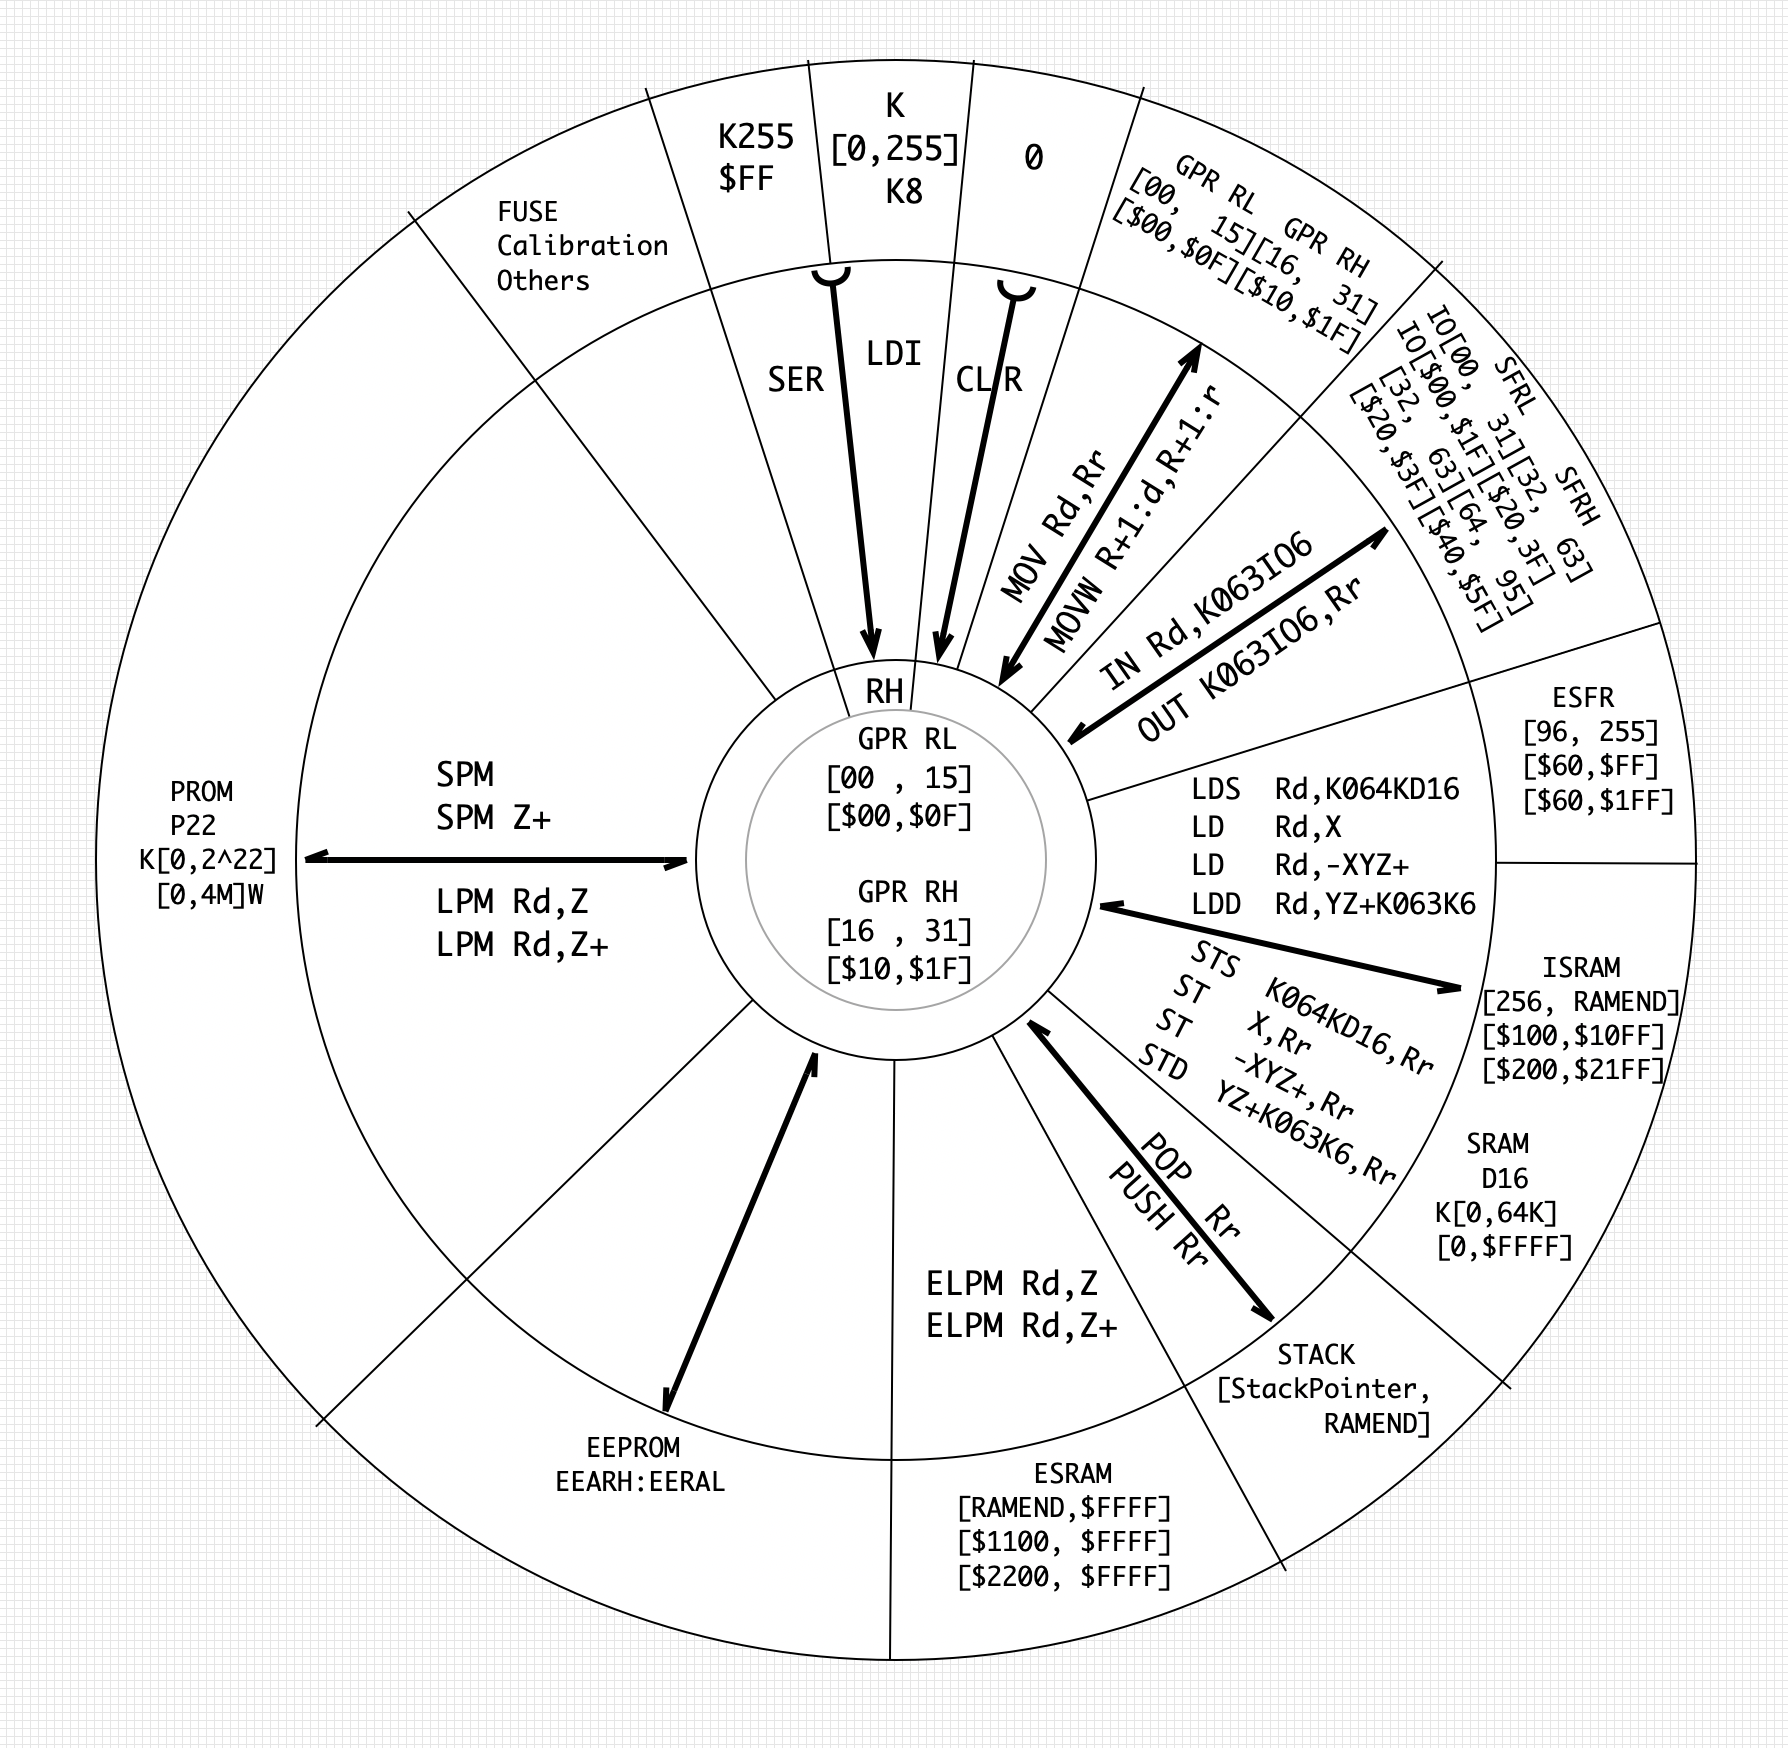 K
[0,255]
K8
K255
$FF
0
FUSE
Calibration
Others
GPR RL  GPR RH
[00,  15][16,  31]
[$00,$0F][$10,$1F]
SFRL   SFRH
IO[00,  31][32,  63]
IO[$00,$1F][$20,3F]
[32,  63][64,  95]
[$20,$3F][$40,$5F]
SER
LDI
CLR
MOV Rd,Rr
MOVW R+1:d,R+1:r
IN Rd,K063IO6
OUT K063IO6,Rr
RH
GPR RL
[00 , 15]
[$00,$0F]
GPR RH
[16 , 31]
[$10,$1F]
ESFR
[96, 255]
[$60,$FF]
[$60,$1FF]
LDS  Rd,K064KD16
LD   Rd,X
LD   Rd,-XYZ+
LDD  Rd,YZ+K063K6
STS  K064KD16,Rr
ST   X,Rr
ST   -XYZ+,Rr
STD  YZ+K063K6,Rr
ISRAM
[256, RAMEND]
[$100,$10FF]
[$200,$21FF]
SRAM
D16
K[0,64K]
[0,$FFFF]
PROM
P22
K[0,2^22]
[0,4M]W
SPM
SPM Z+
LPM Rd,Z
LPM Rd,Z+
POP  Rr
PUSH Rr
ELPM Rd,Z
ELPM Rd,Z+
STACK
[StackPointer,
RAMEND]
EEPROM
EEARH:EERAL
ESRAM
[RAMEND,$FFFF]
[$1100, $FFFF]
[$2200, $FFFF]